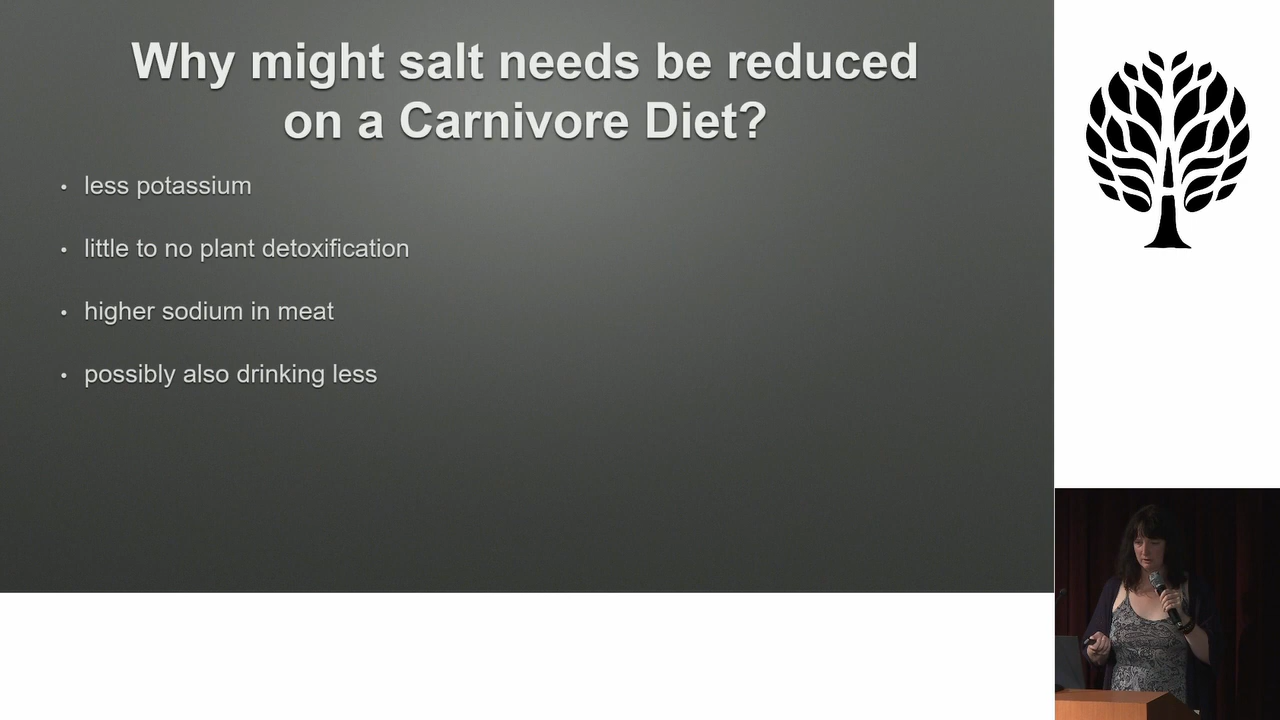 Why might salt needs be reduced
on a Carnivore Diet?
• less potassium
• little to no plant detoxification
• higher sodium in meat
• possibly also drinking less